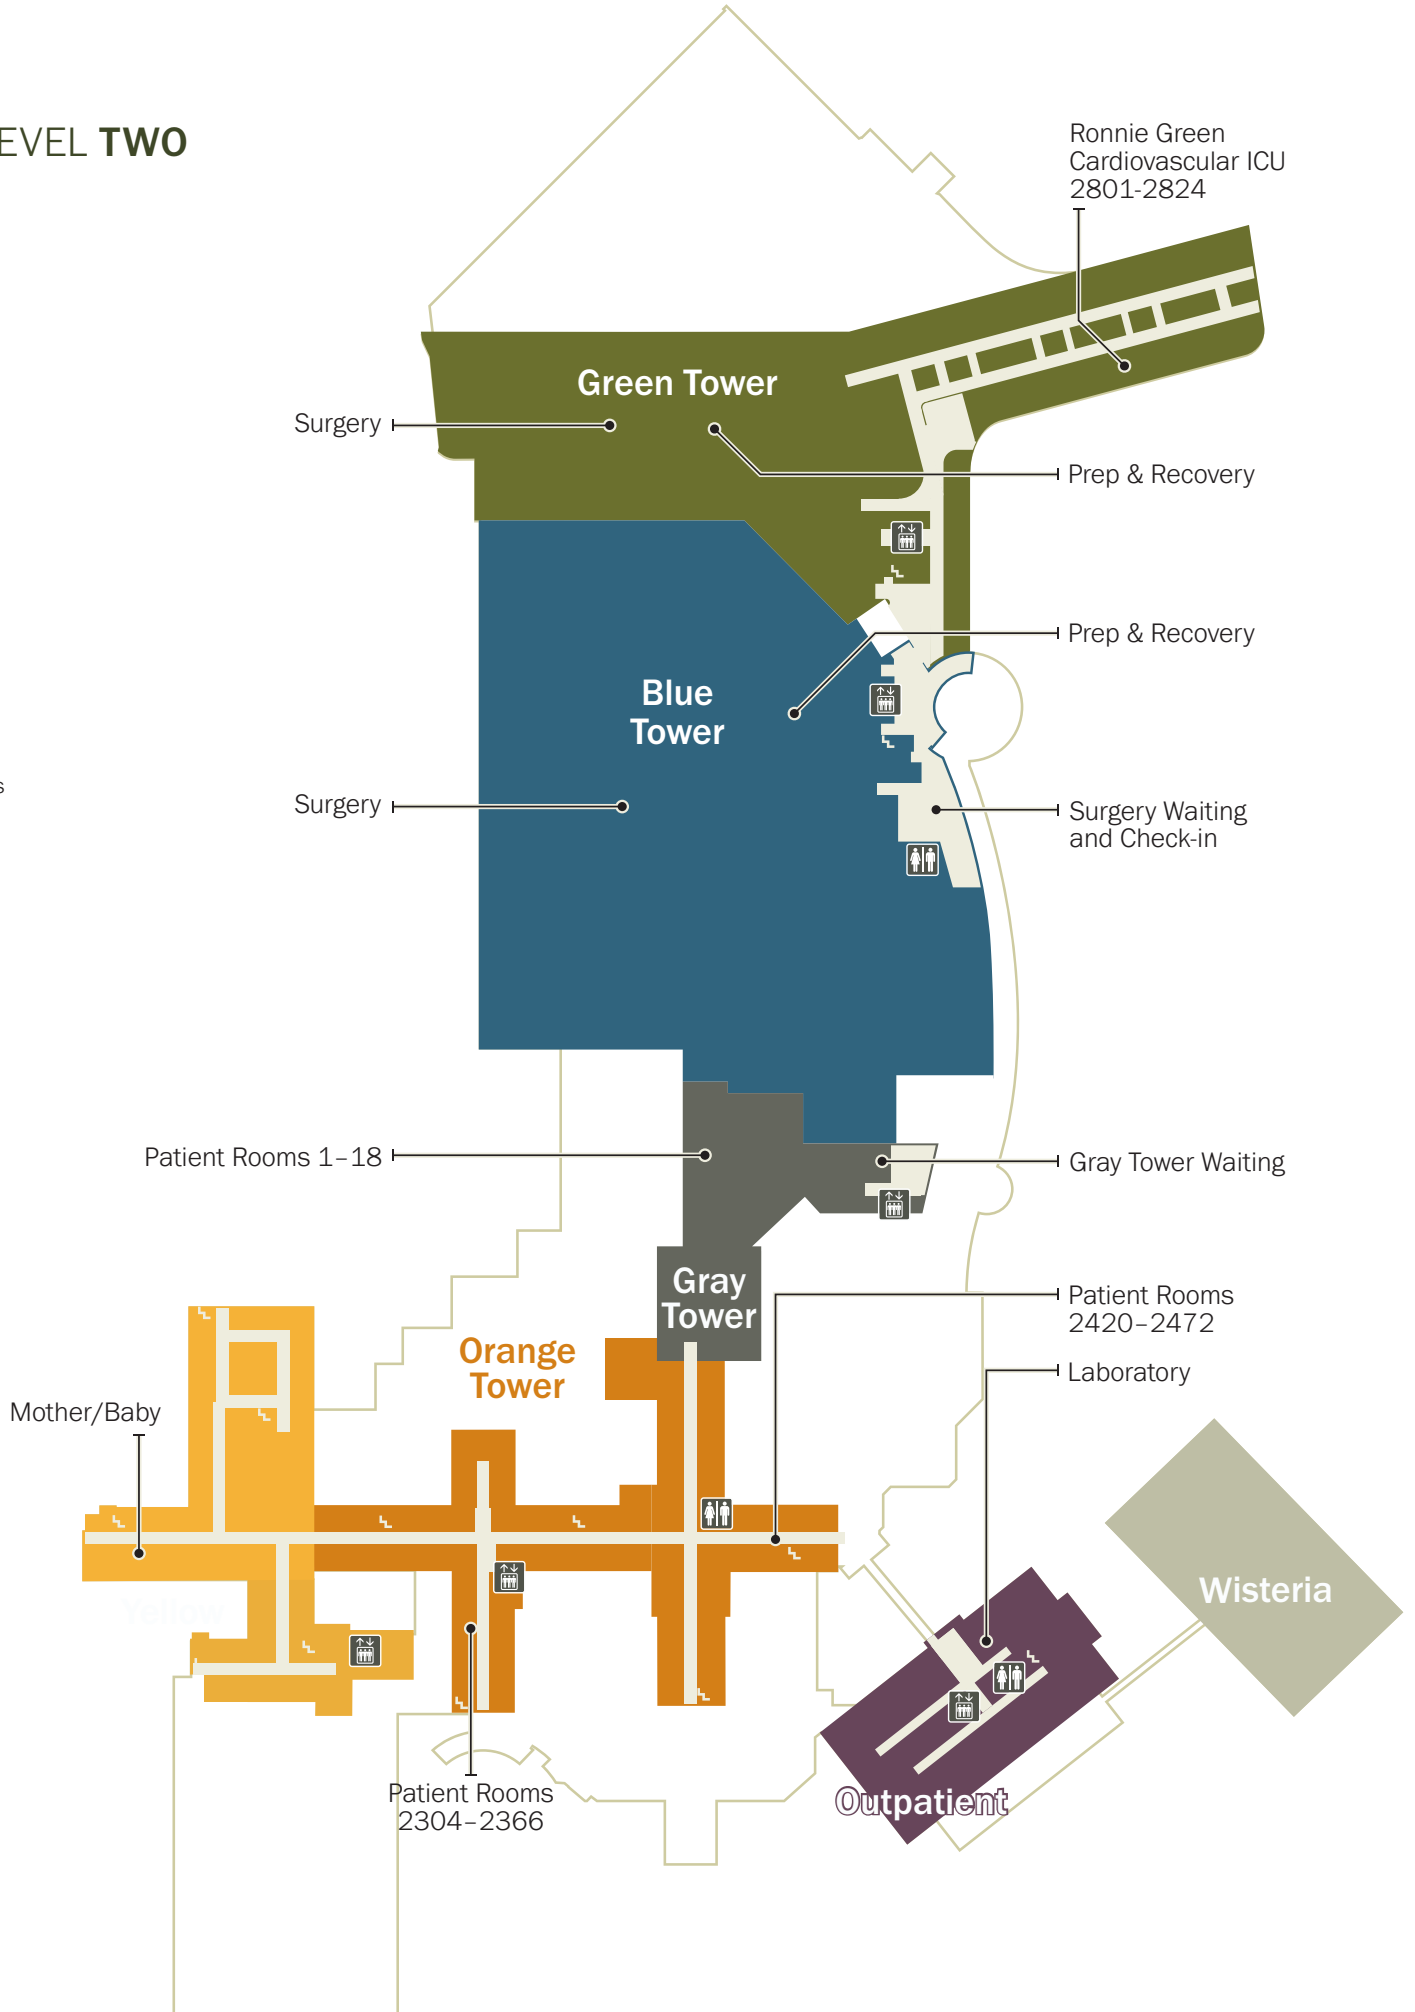 EVEL TWO
Ronnie Green
Cardiovascular ICU
2801-2824
Green Tower
Surgery
Prep & Recovery
Prep & Recovery
Blue
Tower
s
Surgery
Surgery Waiting
and Check-in
Patient Rooms 1–18
Gray Tower Waiting
Gray
Tower
Patient Rooms
2420–2472
Orange
Tower
Laboratory
Mother/Baby
Wisteria
Yellow
Patient Rooms
2304–2366
Outpatient